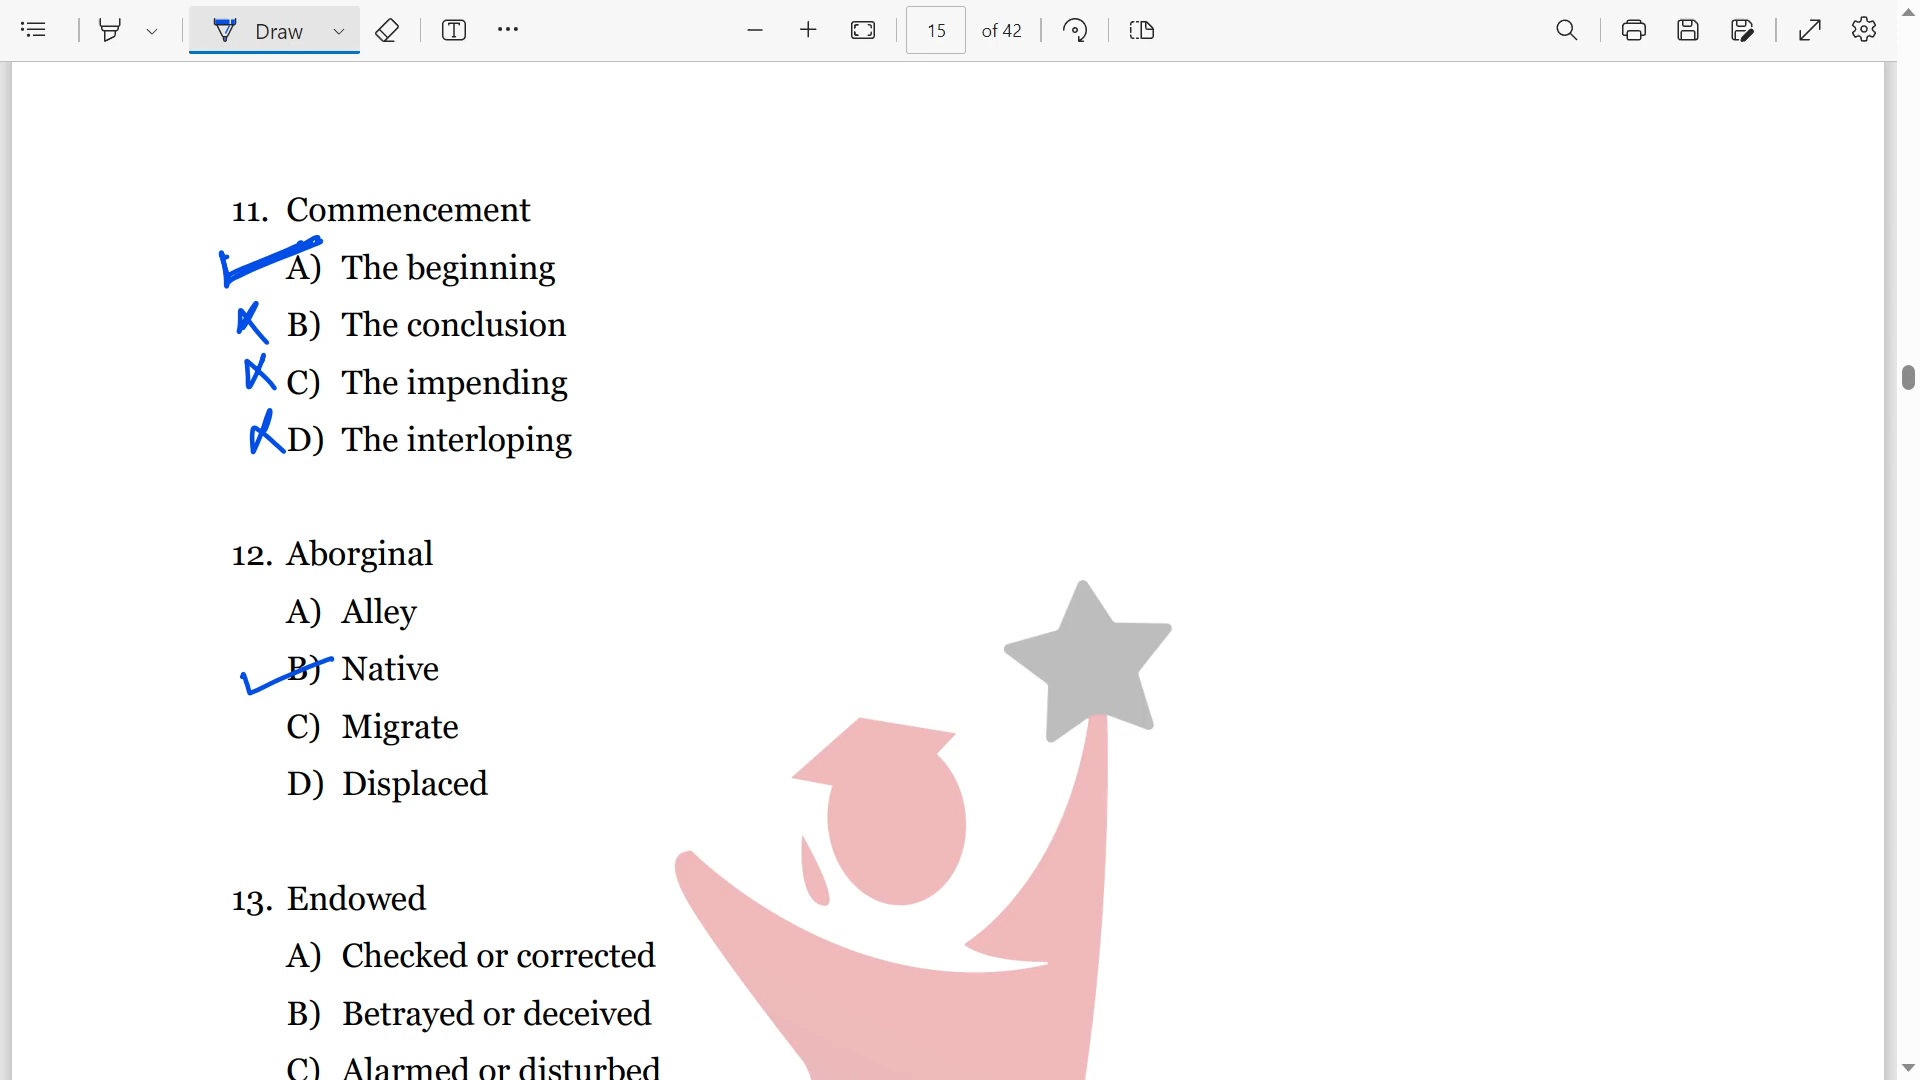 Draw
15 of 42
11. Commencement
A) The beginning
B) The conclusion
C) The impending
D) The interloping
12. Aborginal
A) Alley
B) Native
C) Migrate
D) Displaced
13. Endowed
A) Checked or corrected
B) Betrayed or deceived
C) Alarmed or disturbed